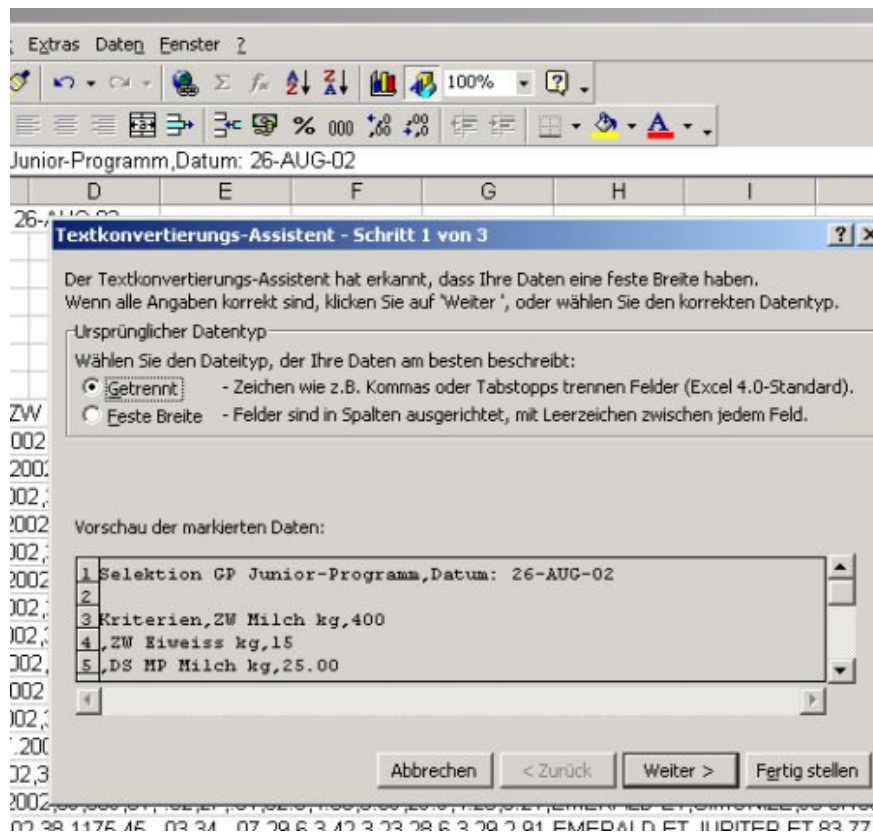 Extras Daten Fenster ?
100%
Junior-Programm,Datum: 26-AUG-02
D E F G H I
Textkonvertierungs-Assistent - Schritt 1 von 3
Der Textkonvertierungs-Assistent hat erkannt, dass Ihre Daten eine feste Breite haben.
Wenn alle Angaben korrekt sind, klicken Sie auf 'Weiter ', oder wählen Sie den korrekten Datentyp.
Ursprünglicher Datentyp
Wählen Sie den Dateityp, der Ihre Daten am besten beschreibt:
Getrennt - Zeichen wie z.B. Kommas oder Tabstopps trennen Felder (Excel 4.0-Standard).
Feste Breite - Felder sind in Spalten ausgerichtet, mit Leerzeichen zwischen jedem Feld.
ZW
002
Vorschau der markierten Daten:
1 Selektion GP Junior-Programm,Datum: 26-AUG-02
2
3 Kriterien,ZW Milch kg,400
4 ,ZW Eiweiss kg,15
5 ,DS MP Milch kg,25.00
Abbrechen < Zurück Weiter > Fertig stellen